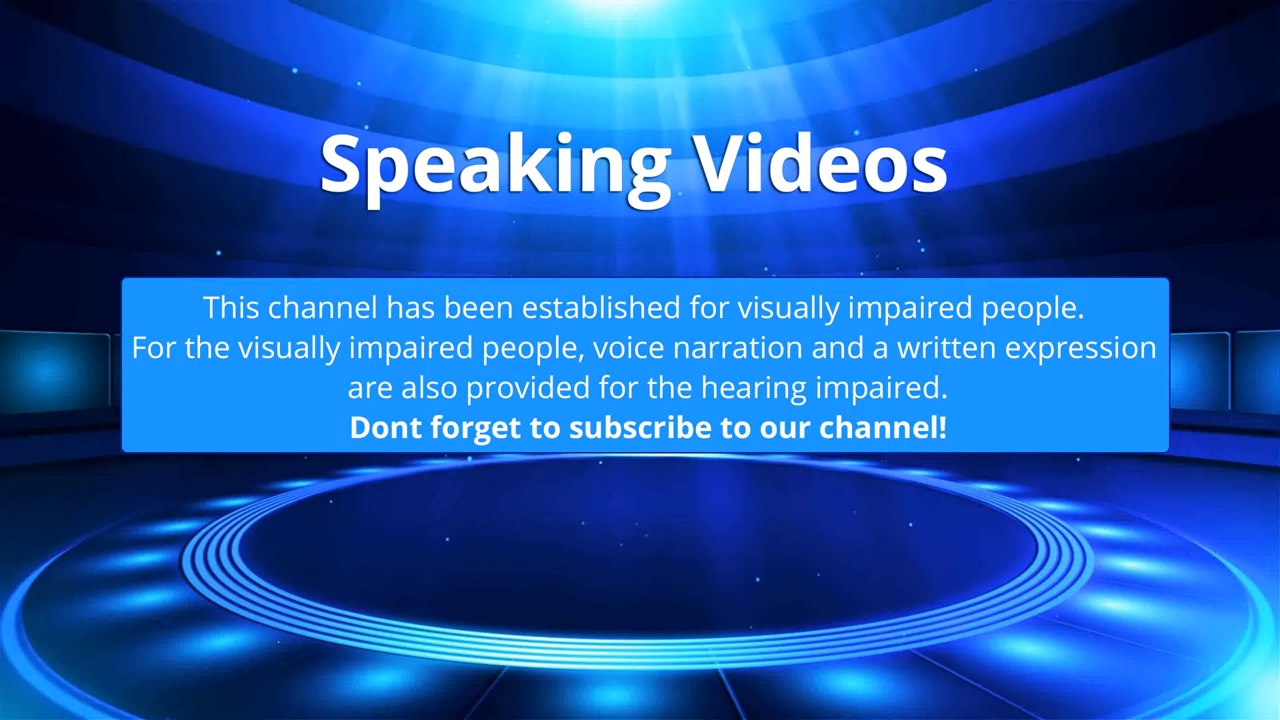 Speaking Videos
This channel has been established for visually impaired people.
For the visually impaired people, voice narration and a written expression
are also provided for the hearing impaired.
Dont forget to subscribe to our channel!